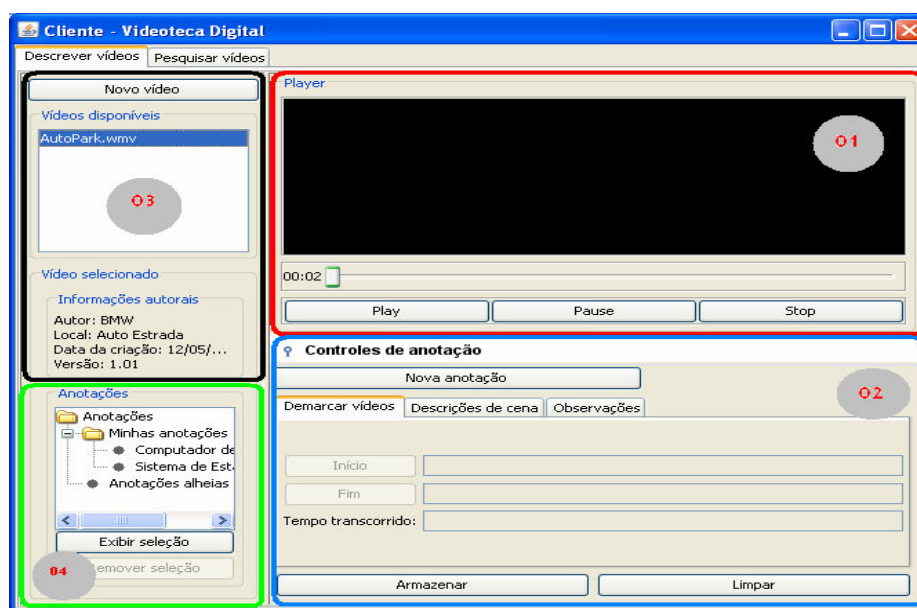 Cliente - Videoteca Digital
Descrever vídeos
Pesquisar vídeos
Novo vídeo
Vídeos disponíveis
AutoPark.wmv
03
Vídeo selecionado
Informações autorais
Autor: BMW
Local: Auto Estrada
Data da criação: 12/05/...
Versão: 1.01
Anotações
Anotações
Minhas anotações
Computador de
Sistema de Est
Anotações alheias
Exibir seleção
emover seleção
04
Player
01
00:02
Play
Pause
Stop
Controles de anotação
Nova anotação
02
Demarcar vídeos
Descrições de cena
Observações
Início
Fim
Tempo transcorrido:
Armazenar
Limpar